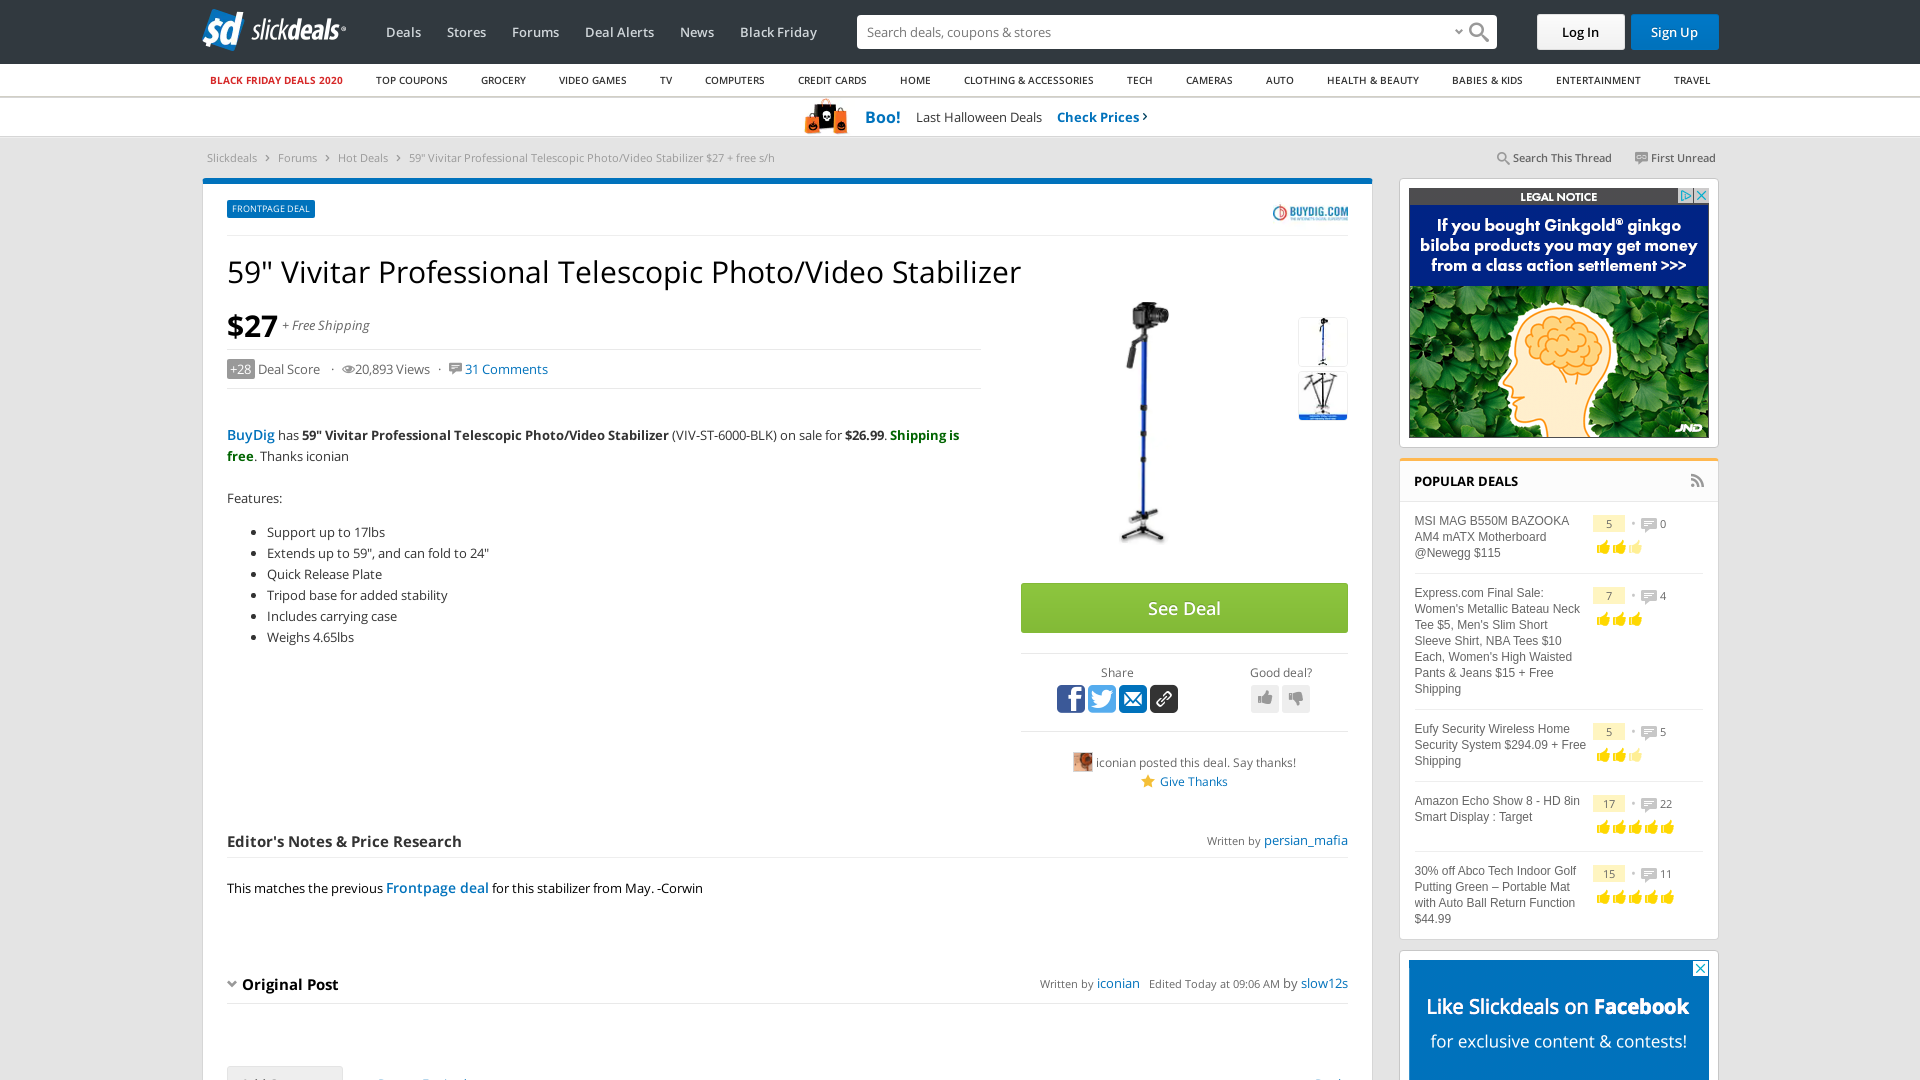 slickdeals
Deals Stores Forums Deal Alerts News Black Friday
Search deals, coupons & shopping
Log In
Sign Up
BLACK FRIDAY DEALS 2020 TOP COUPONS GROCERY VIDEO GAMES TV COMPUTERS CREDIT CARDS HOME CLOTHING & ACCESSORIES TECH CAMERAS AUTO HEALTH & BEAUTY BABIES & KIDS ENTERTAINMENT TRAVEL
Boo! Last Halloween Deals Check Prices ›
Slickdeals › Forums › Hot Deals › 59" Vivitar Professional Telescopic Photo/Video Stabilizer $27 + free s/h
Search This Thread First Unread
FRONTPAGE DEAL
BUYDIG.COM
59" Vivitar Professional Telescopic Photo/Video Stabilizer
$27 + Free Shipping
+28 Deal Score · 20,893 Views · 31 Comments
BuyDig has 59" Vivitar Professional Telescopic Photo/Video Stabilizer (VIV-ST-6000-BLK) on sale for $26.99. Shipping is
free. Thanks iconian
Features:
• Support up to 17lbs
• Extends up to 59", and can fold to 24"
• Quick Release Plate
• Tripod base for added stability
• Includes carrying case
• Weighs 4.65lbs
See Deal
Share
Good deal?
iconian posted this deal. Say thanks!
Give Thanks
Editor's Notes & Price Research
Written by persian_mafia
This matches the previous Frontpage deal for this stabilizer from May. -Corwin
Original Post
Written by iconian Edited Today at 09:06 AM by slow12s
LEGAL NOTICE
If you bought Ginkgold® ginkgo
biloba products you may get money
from a class action settlement >>>
JND
POPULAR DEALS
MSI MAG B550M BAZOOKA
AM4 mATX Motherboard
@Newegg $115
5 • 0
Express.com Final Sale:
Women's Metallic Bateau Neck
Tee $5, Men's Slim Short
Sleeve Shirt, NBA Tees $10
Each, Women's High Waisted
Pants & Jeans $15 + Free
Shipping
7 • 4
Eufy Security Wireless Home
Security System $294.09 + Free
Shipping
5 • 5
Amazon Echo Show 8 - HD 8in
Smart Display : Target
17 • 22
30% off Abco Tech Indoor Golf
Putting Green – Portable Mat
with Auto Ball Return Function
$44.99
15 • 11
Like Slickdeals on Facebook
for exclusive content & contests!